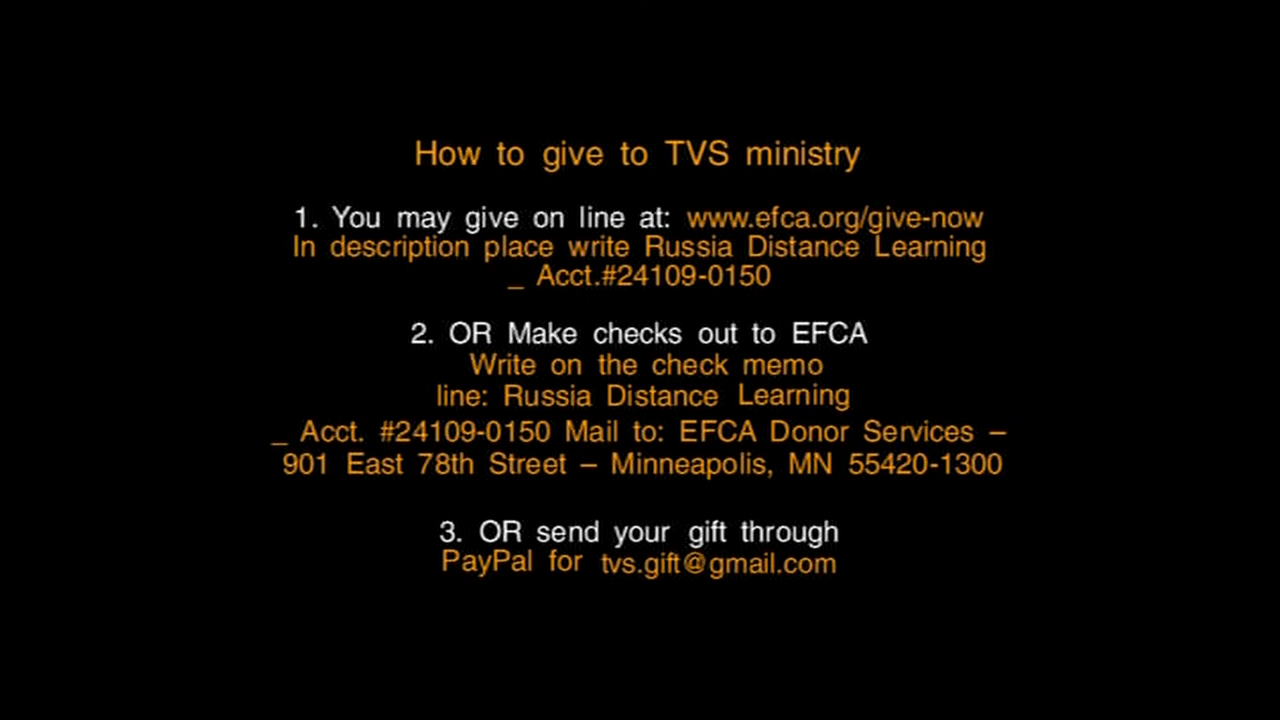 How to give to TVS ministry
1. You may give on line at: www.efca.org/give-now
In description place write Russia Distance Learning
_ Acct.#24109-0150
2. OR Make checks out to EFCA
Write on the check memo
line: Russia Distance Learning
_ Acct. #24109-0150 Mail to: EFCA Donor Services –
901 East 78th Street – Minneapolis, MN 55420-1300
3. OR send your gift through
PayPal for tvs.gift@gmail.com